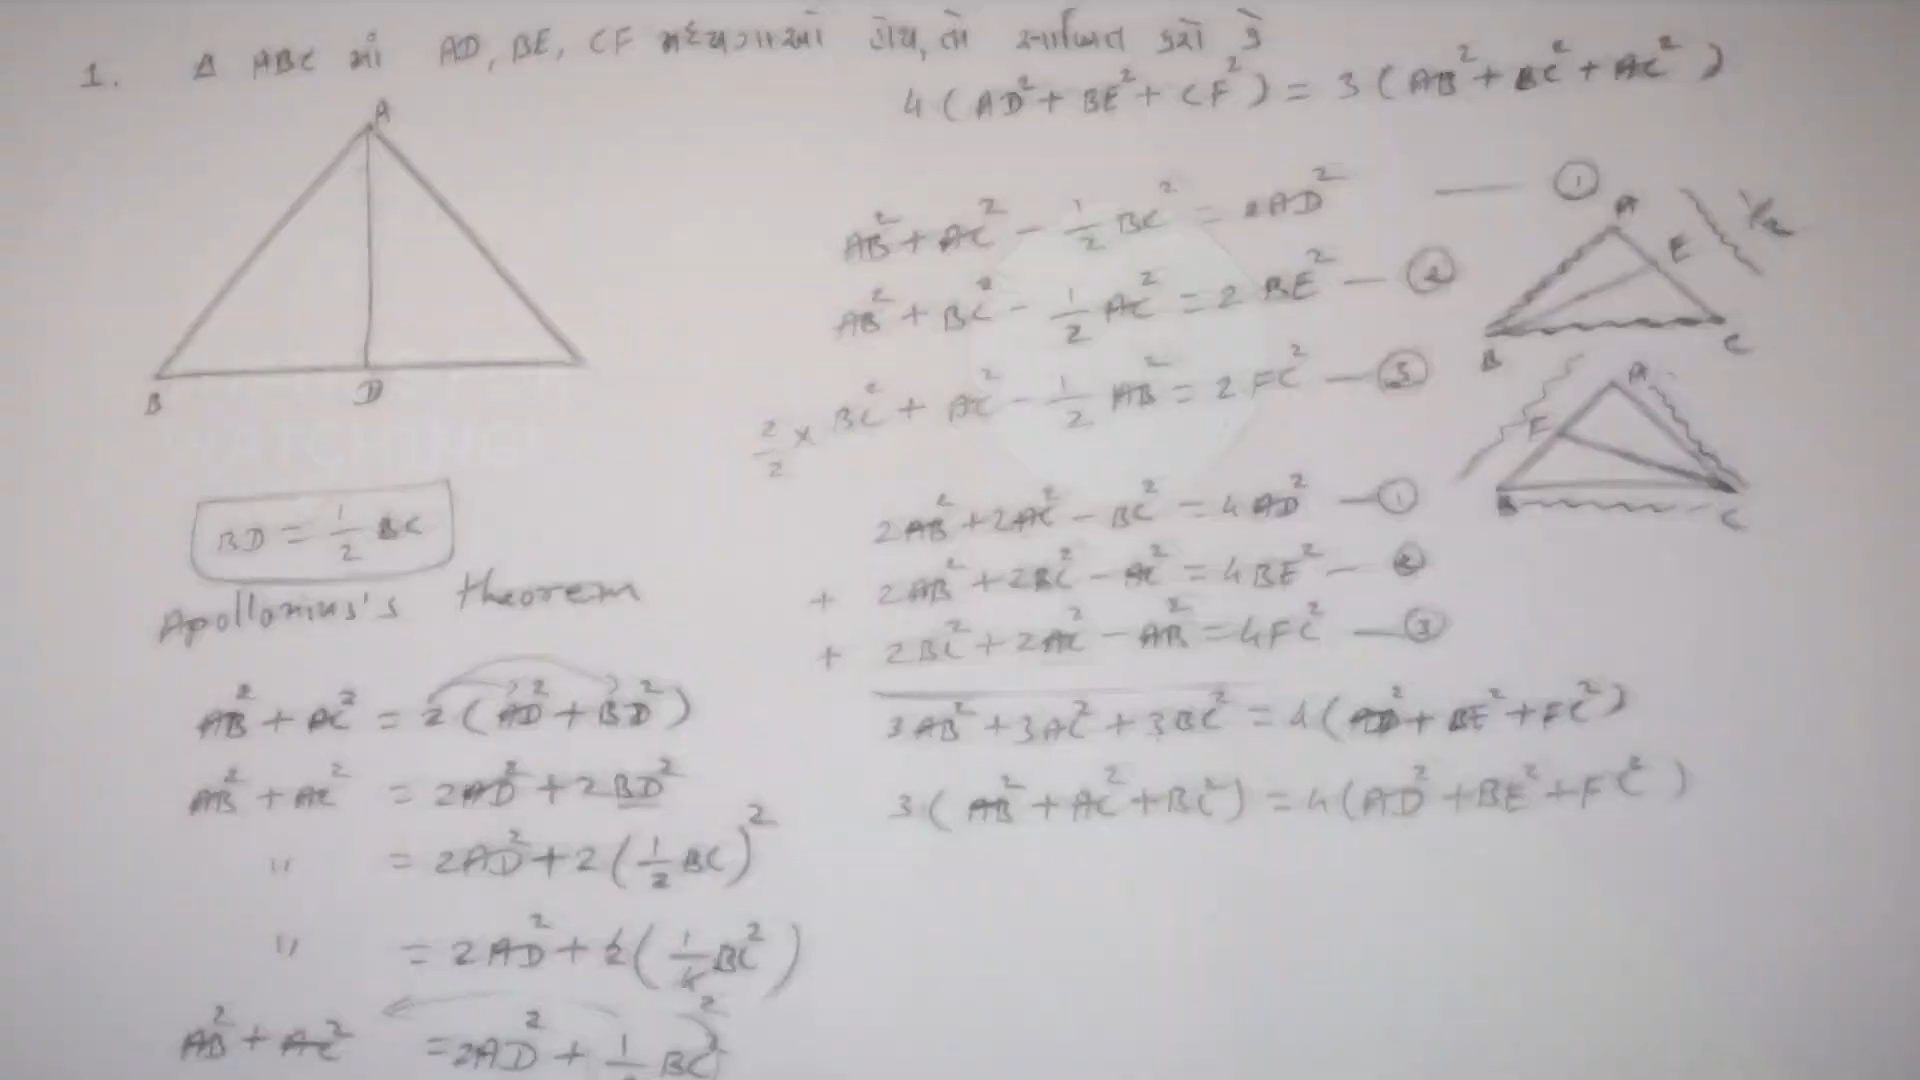 1. Δ ABC માં AD, BE, CF મધ્યગાઓ હોય, તો સાબિત કરો કે
4(AD² + BE² + CF²) = 3(AB² + BC² + AC²)
A
B D
BD = 1/2 BC
Apollonius's theorem
AB² + AC² = 2(AD² + BD²)
AB² + AC² = 2AD² + 2BD²
" = 2AD² + 2(1/2 BC)²
" = 2AD² + 2(1/4 BC²)
AB² + AC² = 2AD² + 1/ BC²
AB² + AC² - 1/2 BC² = 2AD² — ①
AB² + BC² - 1/2 AC² = 2BE² — ②
2/2 × BC² + AC² - 1/2 AB² = 2FC² — ③
2AB² + 2AC² - BC² = 4AD² — ①
+ 2AB² + 2BC² - AC² = 4BE² — ②
+ 2BC² + 2AC² - AB² = 4FC² — ③
3AB² + 3AC² + 3BC² = 4(AD² + BE² + FC²)
3(AB² + AC² + BC²) = 4(AD² + BE² + FC²)
A 1/2
E
B C
A
F
B C